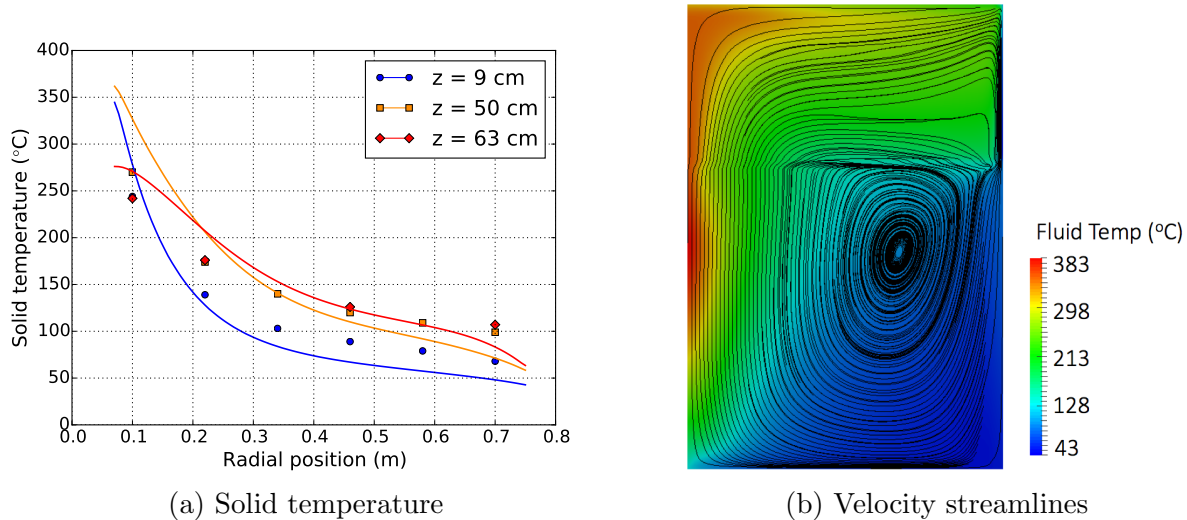 400
350
300
250
200
150
100
50
0
0.0 0.1 0.2 0.3 0.4 0.5 0.6 0.7 0.8
Solid temperature (°C)
Radial position (m)
z = 9 cm
z = 50 cm
z = 63 cm
(a) Solid temperature
Fluid Temp (°C)
383
298
213
128
43
(b) Velocity streamlines